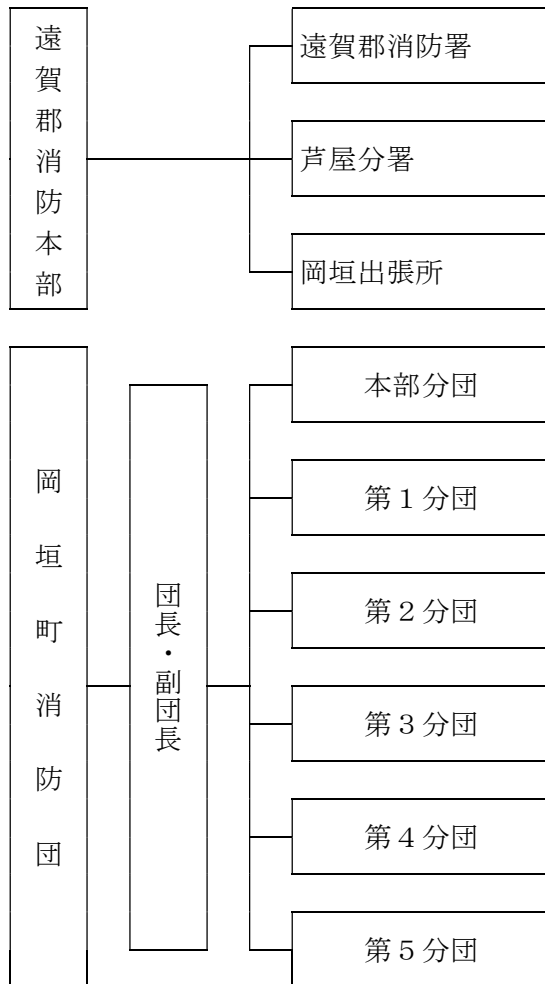 遠賀郡消防本部
遠賀郡消防署
芦屋分署
岡垣出張所
岡垣町消防団
団長・副団長
本部分団
第１分団
第２分団
第３分団
第４分団
第５分団